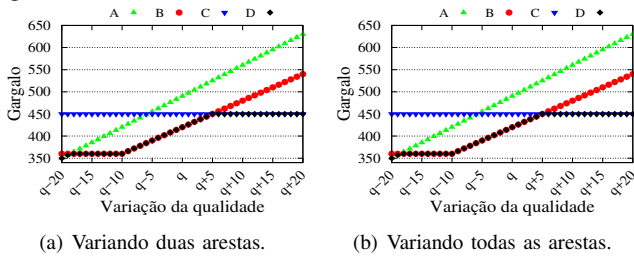 A B C D
A B C D
650
600
550
500
450
400
350
Gargalo
q−20 q−15 q−10 q−5 q q+5 q+10 q+15 q+20
Variação da qualidade
650
600
550
500
450
400
350
Gargalo
q−20 q−15 q−10 q−5 q q+5 q+10 q+15 q+20
Variação da qualidade
(a) Variando duas arestas.
(b) Variando todas as arestas.